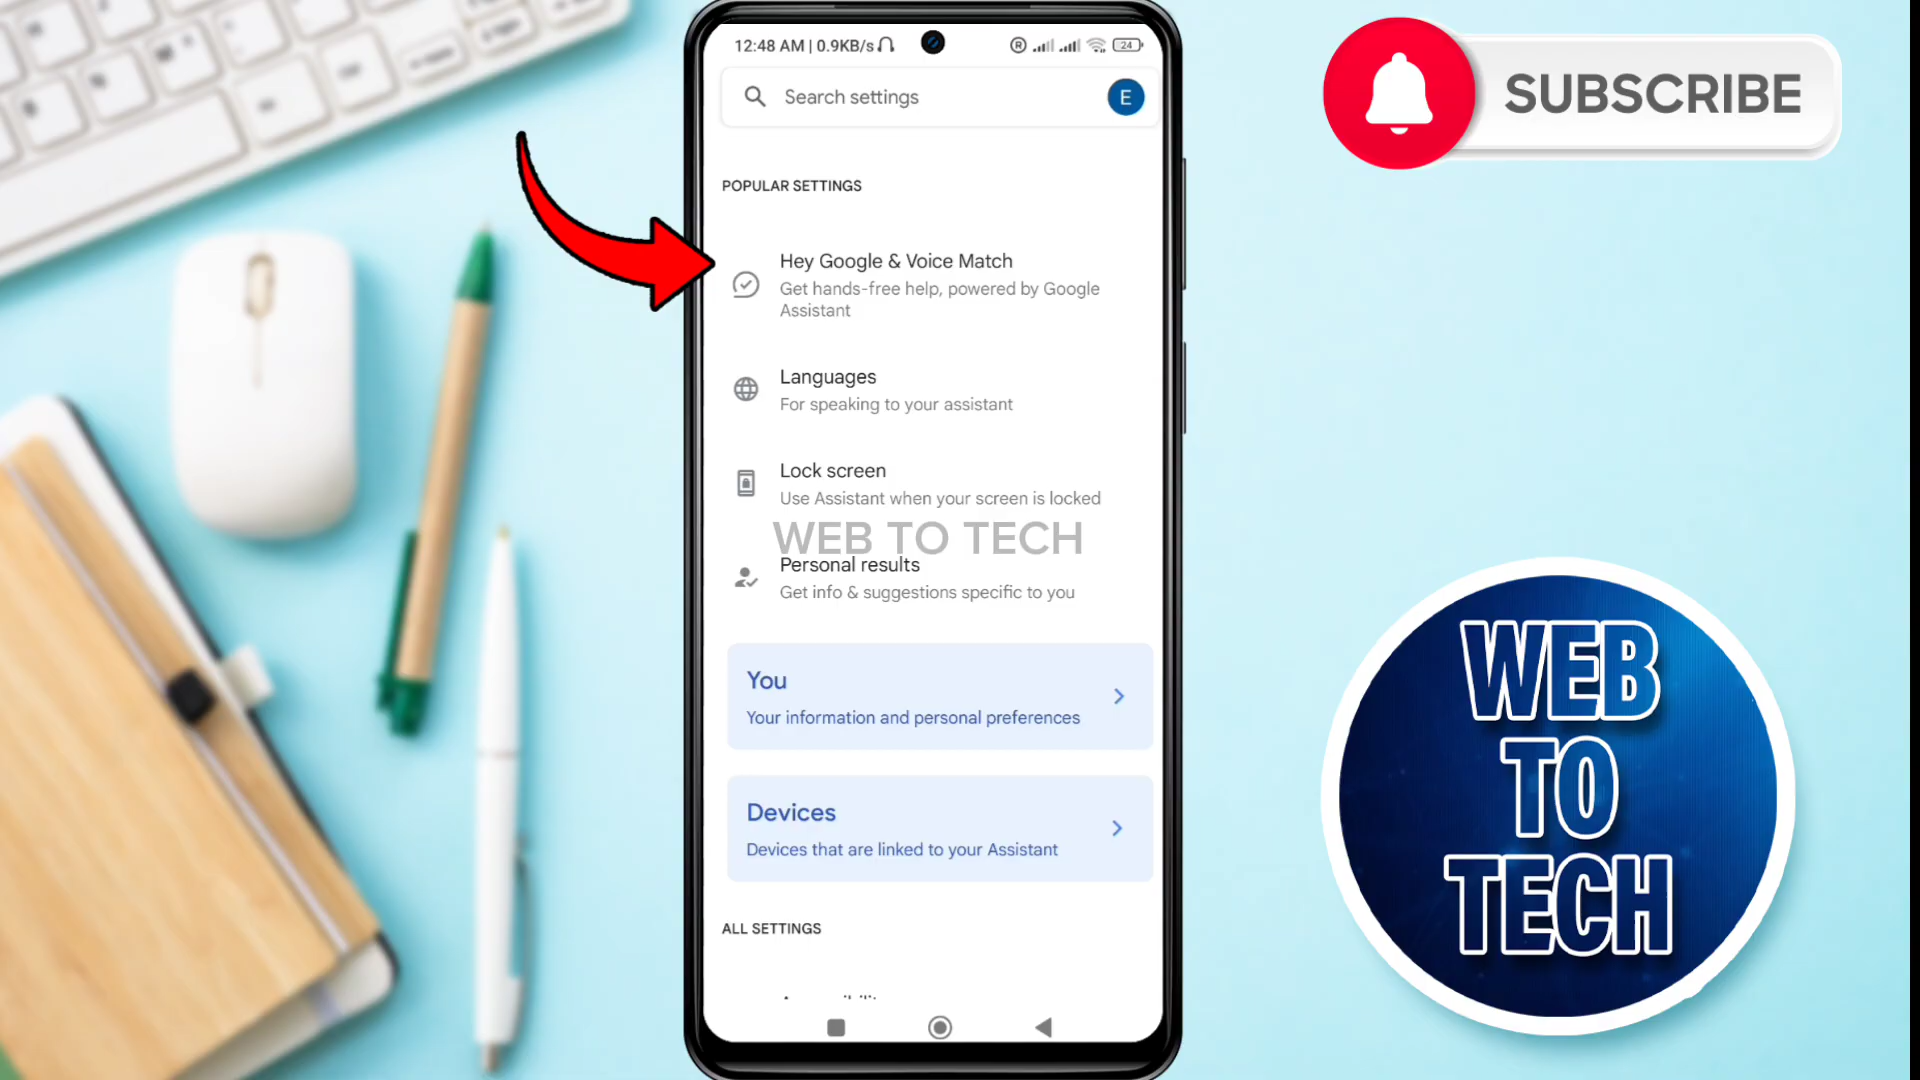 12:48 AM | 0.9KB/s
R
24
Search settings
E
POPULAR SETTINGS
Hey Google & Voice Match
Get hands-free help, powered by Google
Assistant
Languages
For speaking to your assistant
Lock screen
Use Assistant when your screen is locked
WEB TO TECH
Personal results
Get info & suggestions specific to you
You
Your information and personal preferences
Devices
Devices that are linked to your Assistant
ALL SETTINGS
SUBSCRIBE
WEB
TO
TECH